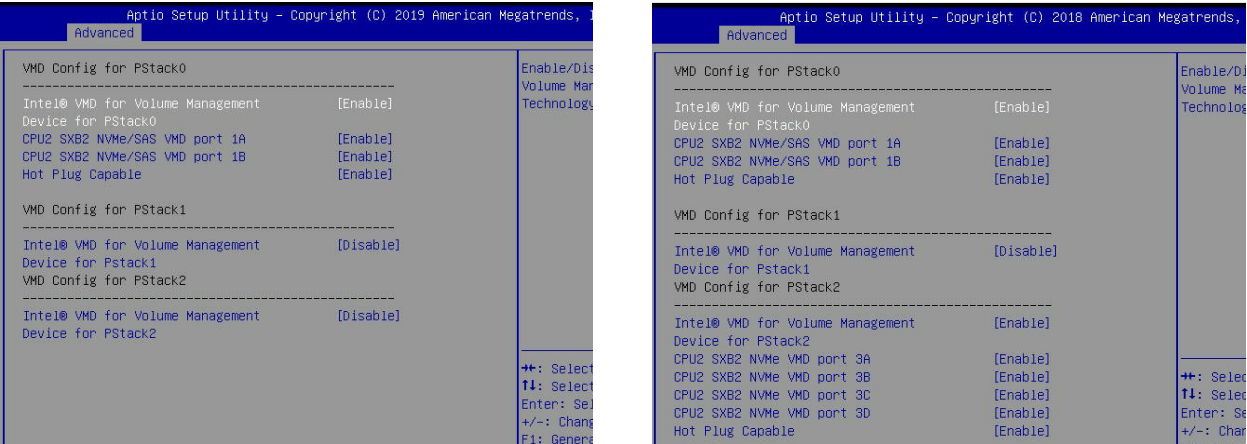 Aptio Setup Utility – Copyright (C) 2019 American Megatrends,
Advanced
VMD Config for PStack0
Intel® VMD for Volume Management [Enable]
Device for PStack0
CPU2 SXB2 NVMe/SAS VMD port 1A [Enable]
CPU2 SXB2 NVMe/SAS VMD port 1B [Enable]
Hot Plug Capable [Enable]
VMD Config for PStack1
Intel® VMD for Volume Management [Disable]
Device for Pstack1
VMD Config for PStack2
Intel® VMD for Volume Management [Disable]
Device for PStack2
Enable/Dis
Volume Man
Technology
→←: Select
↑↓: Select
Enter: Sel
+/-: Chang
F1: Genera
Aptio Setup Utility – Copyright (C) 2018 American Megatrends,
Advanced
VMD Config for PStack0
Intel® VMD for Volume Management [Enable]
Device for PStack0
CPU2 SXB2 NVMe/SAS VMD port 1A [Enable]
CPU2 SXB2 NVMe/SAS VMD port 1B [Enable]
Hot Plug Capable [Enable]
VMD Config for PStack1
Intel® VMD for Volume Management [Disable]
Device for Pstack1
VMD Config for PStack2
Intel® VMD for Volume Management [Enable]
Device for PStack2
CPU2 SXB2 NVMe VMD port 3A [Enable]
CPU2 SXB2 NVMe VMD port 3B [Enable]
CPU2 SXB2 NVMe VMD port 3C [Enable]
CPU2 SXB2 NVMe VMD port 3D [Enable]
Hot Plug Capable [Enable]
Enable/Di
Volume Ma
Technolog
→←: Selec
↑↓: Selec
Enter: Se
+/-: Char